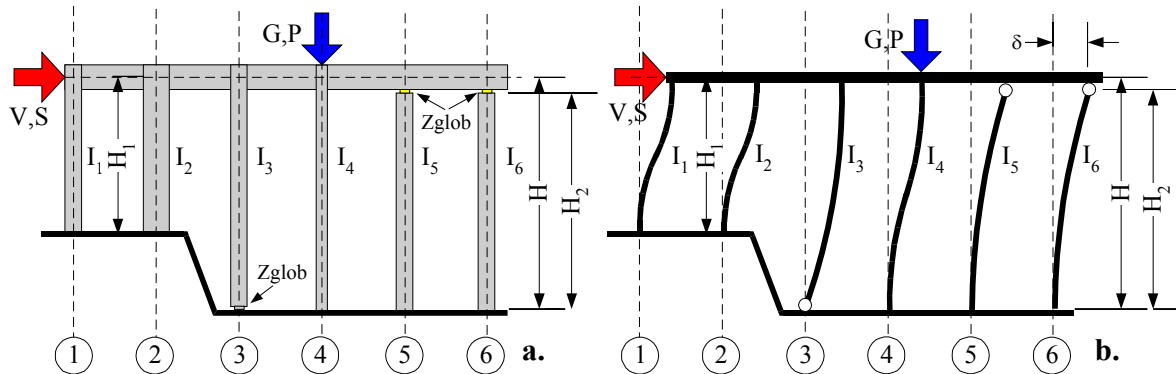 G,P
V,S
Zglob
I₁
H₁
I₂
I₃
I₄
I₅
I₆
H
H₂
Zglob
1
2
3
4
5
6
a.
G,P
δ
V,S
I₁
H₁
I₂
I₃
I₄
I₅
I₆
H
H₂
1
2
3
4
5
6
b.